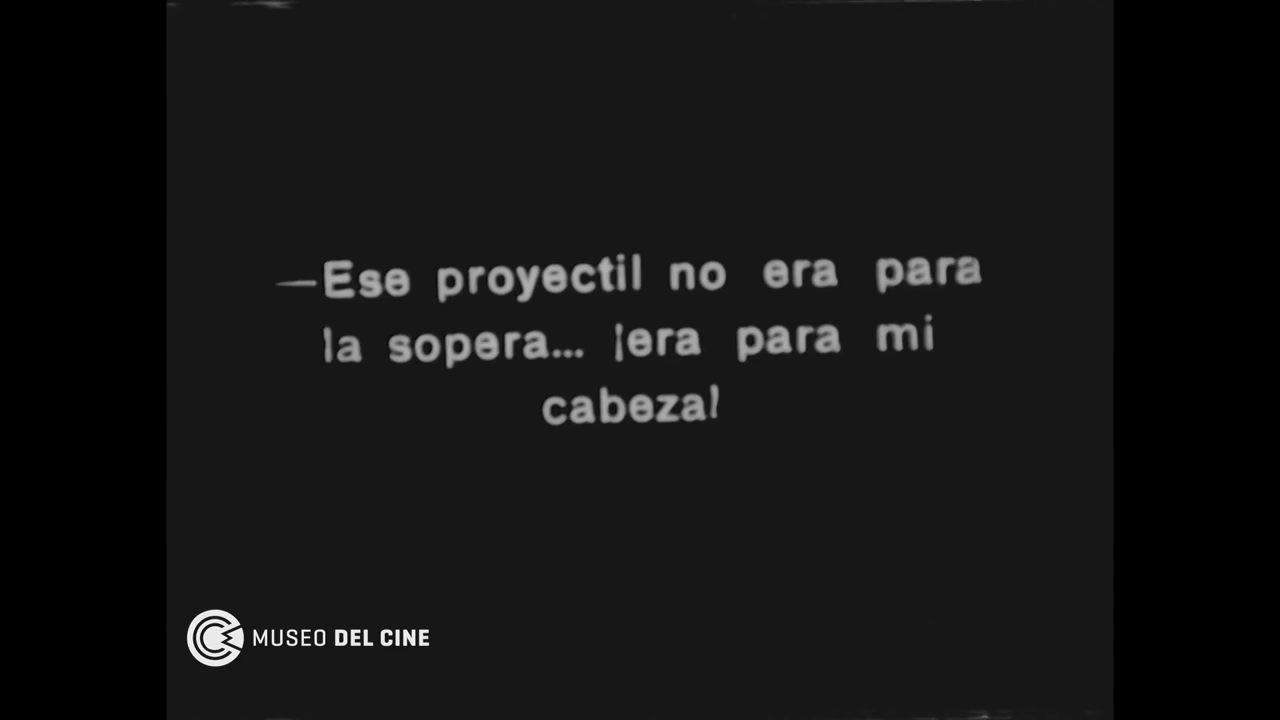 —Ese proyectil no era para
la sopera... ¡era para mi
cabeza!
MUSEO DEL CINE